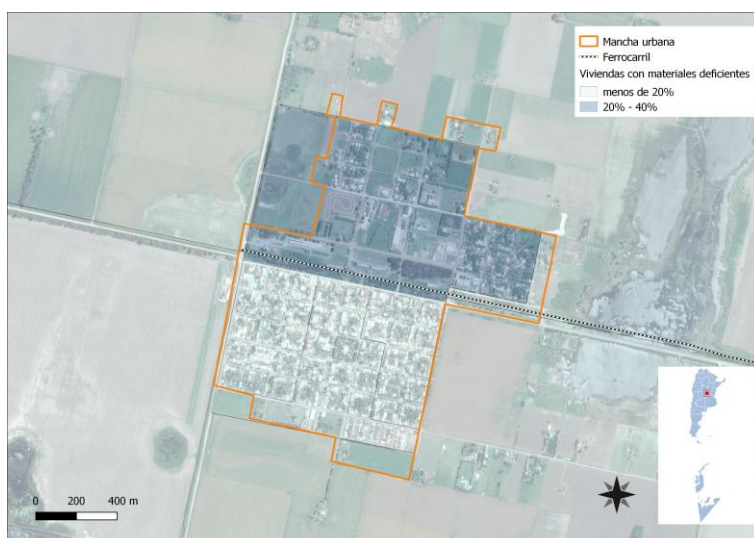 Mancha urbana
Ferrocarril
Viviendas con materiales deficientes
menos de 20%
20% - 40%
0 200 400 m